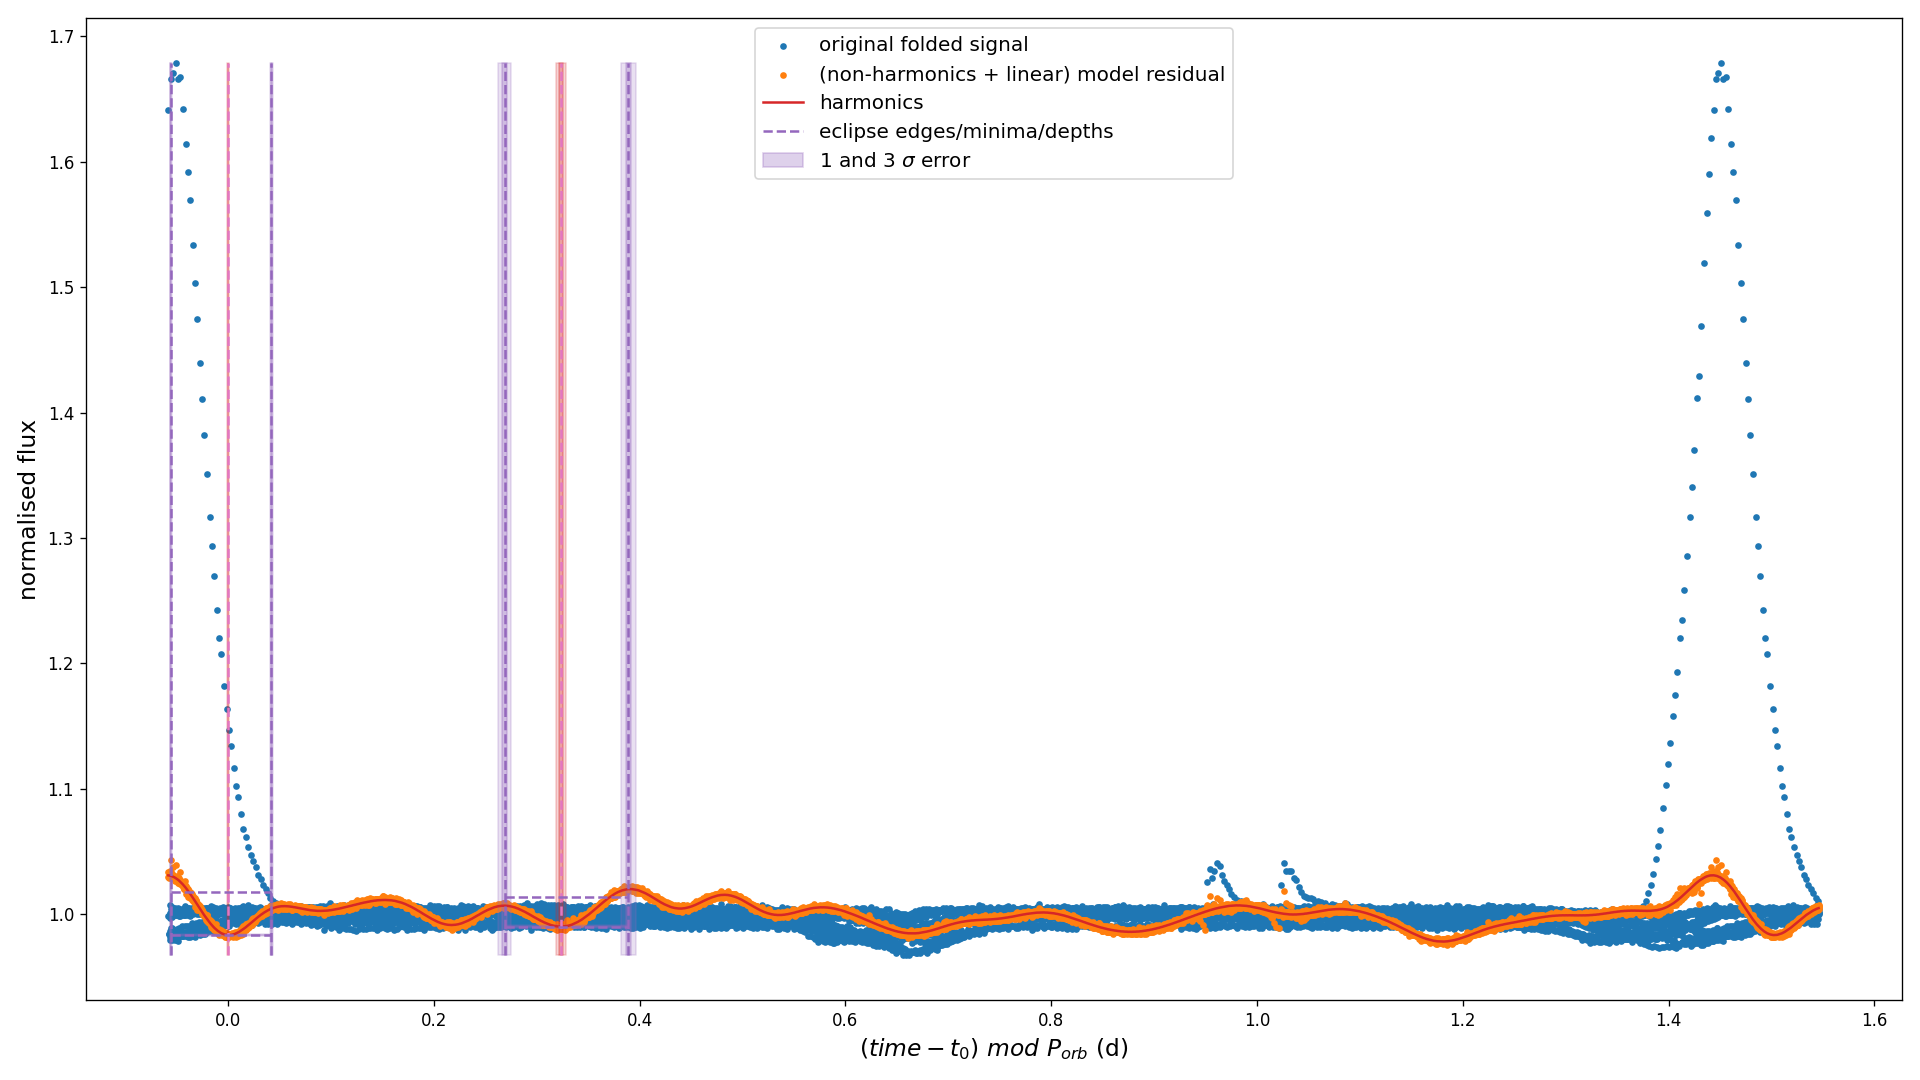 original folded signal
(non-harmonics + linear) model residual
harmonics
eclipse edges/minima/depths
1 and 3 σ error
normalised flux
1.7
1.6
1.5
1.4
1.3
1.2
1.1
1.0
0.0 0.2 0.4 0.6 0.8 1.0 1.2 1.4 1.6
(time − t₀) mod P_orb (d)